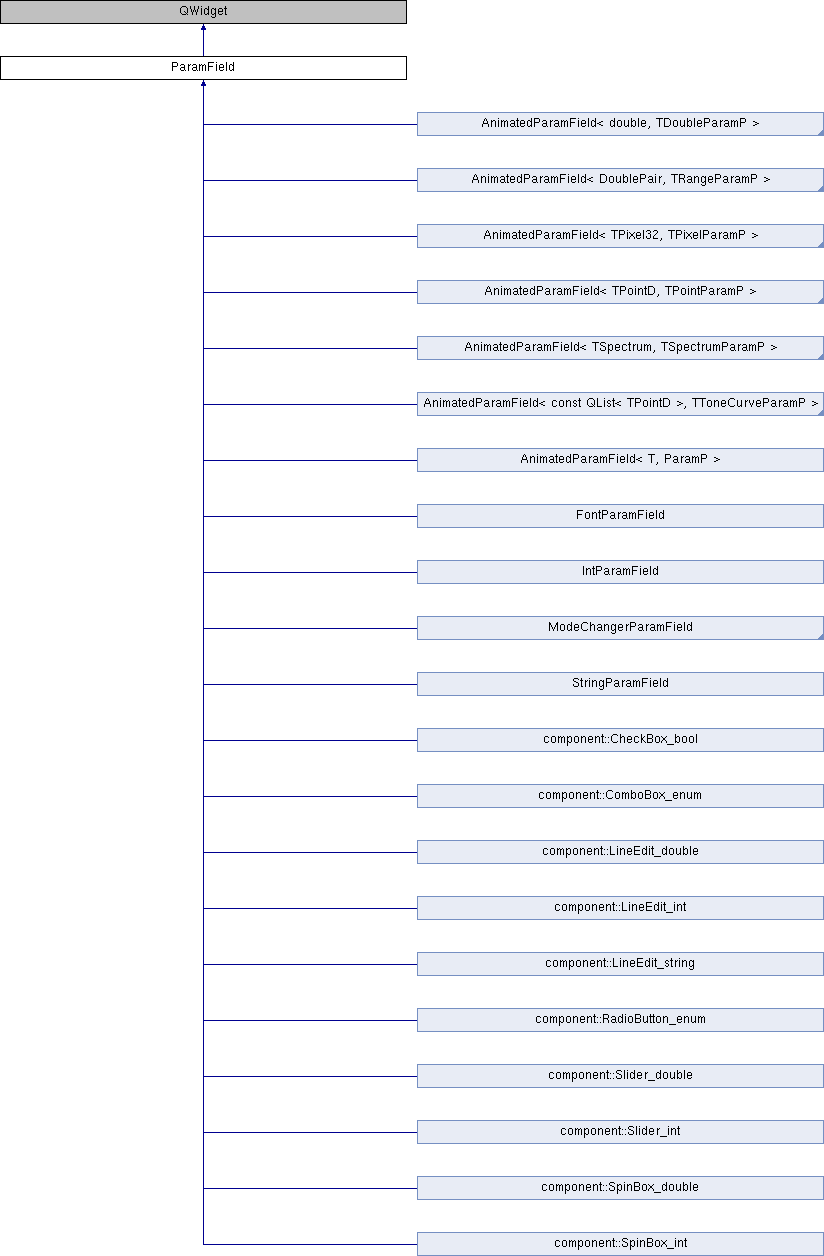 QWidget
ParamField
AnimatedParamField< double, TDoubleParamP >
AnimatedParamField< DoublePair, TRangeParamP >
AnimatedParamField< TPixel32, TPixelParamP >
AnimatedParamField< TPointD, TPointParamP >
AnimatedParamField< TSpectrum, TSpectrumParamP >
AnimatedParamField< const QList< TPointD >, TToneCurveParamP >
AnimatedParamField< T, ParamP >
FontParamField
IntParamField
ModeChangerParamField
StringParamField
component::CheckBox_bool
component::ComboBox_enum
component::LineEdit_double
component::LineEdit_int
component::LineEdit_string
component::RadioButton_enum
component::Slider_double
component::Slider_int
component::SpinBox_double
component::SpinBox_int